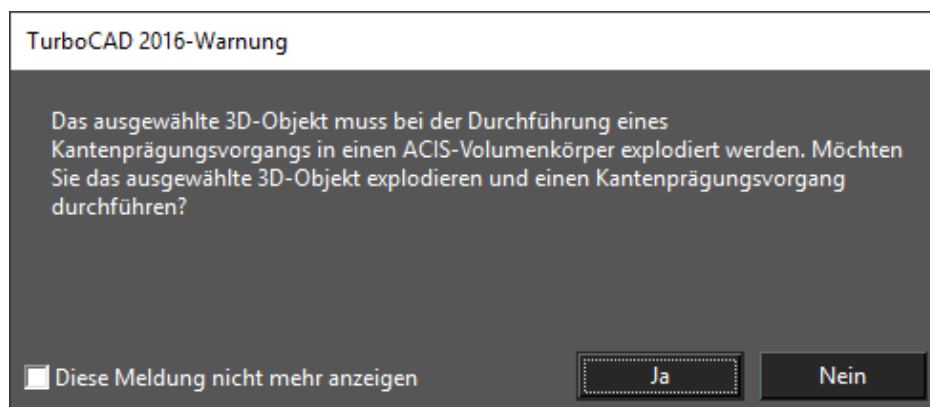 TurboCAD 2016-Warnung
Das ausgewählte 3D-Objekt muss bei der Durchführung eines
Kantenprägungsvorgangs in einen ACIS-Volumenkörper explodiert werden. Möchten
Sie das ausgewählte 3D-Objekt explodieren und einen Kantenprägungsvorgang
durchführen?
Diese Meldung nicht mehr anzeigen
Ja
Nein